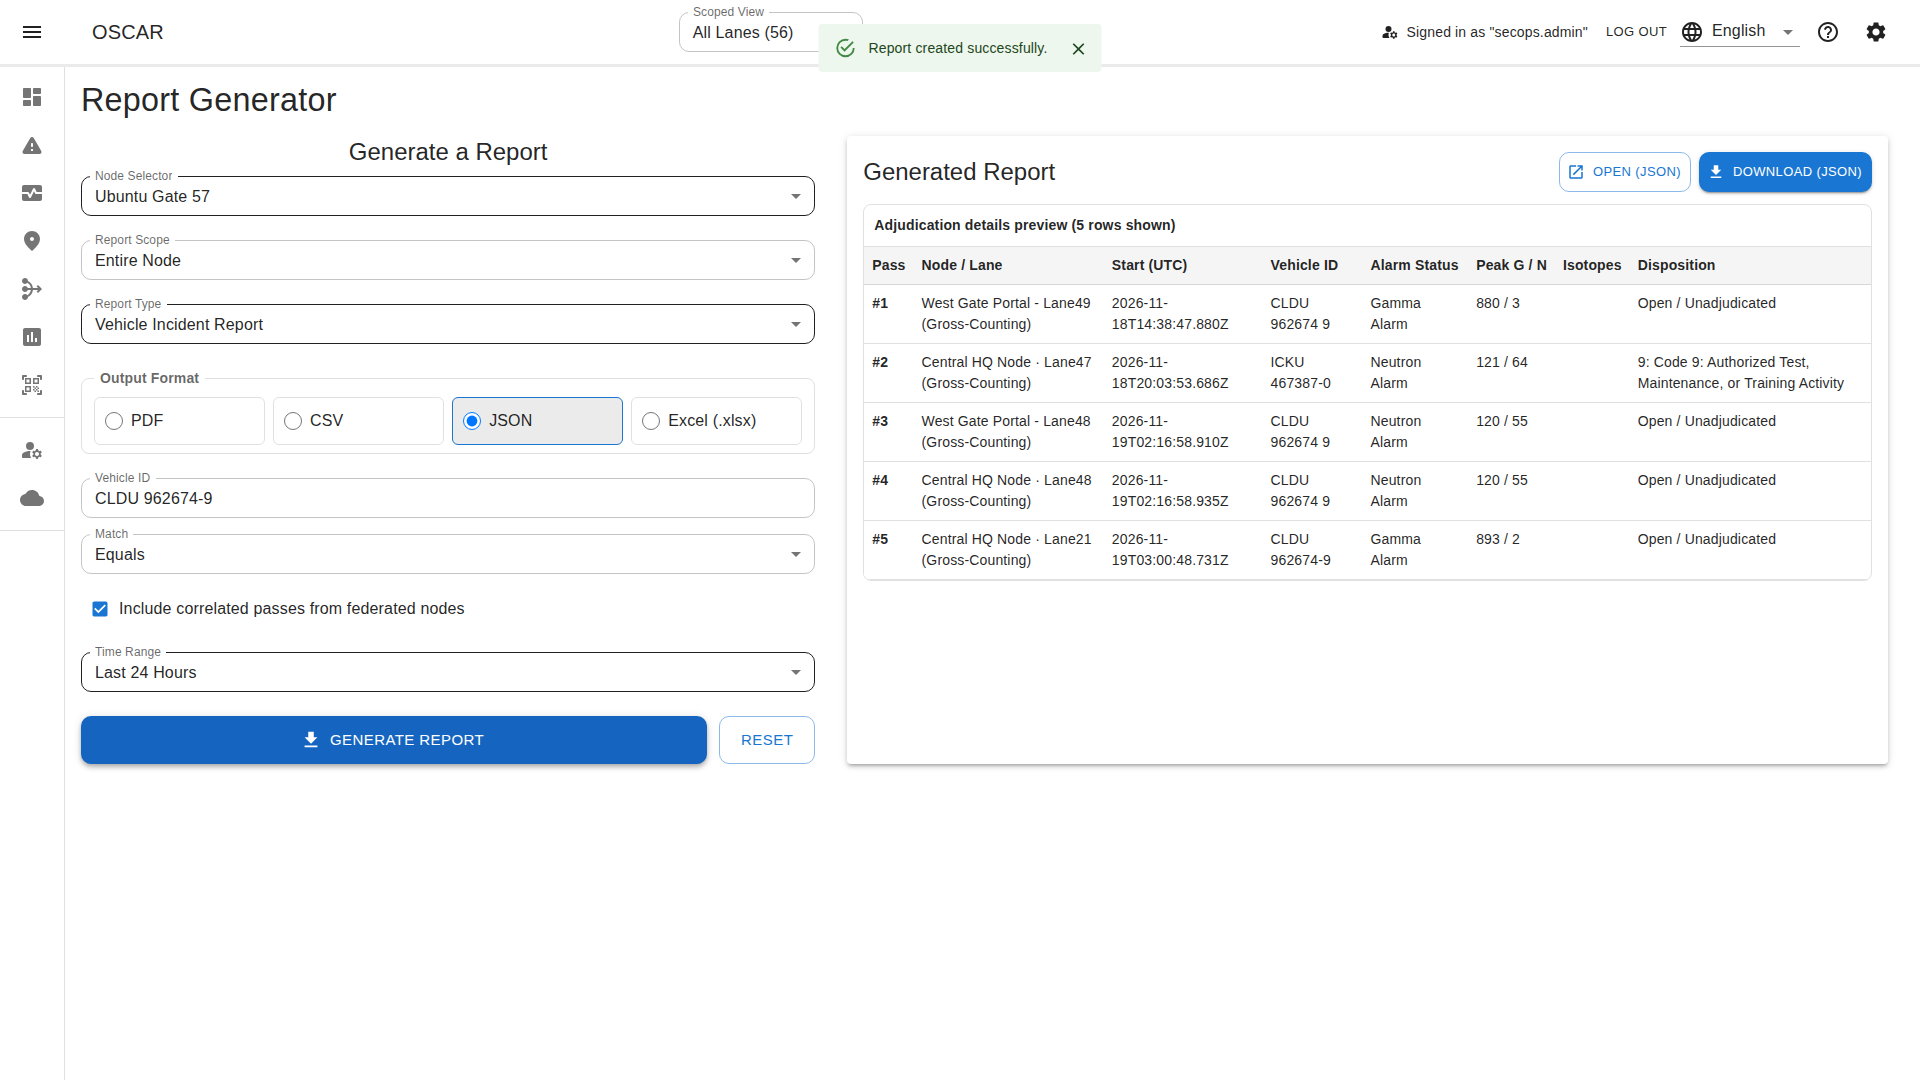 OSCAR
Scoped View
All Lanes (56)
Report created successfully.
Signed in as "secops.admin"
LOG OUT
English
Report Generator
Generate a Report
Node Selector
Ubuntu Gate 57
Report Scope
Entire Node
Report Type
Vehicle Incident Report
Output Format
PDF
CSV
JSON
Excel (.xlsx)
Vehicle ID
CLDU 962674-9
Match
Equals
Include correlated passes from federated nodes
Time Range
Last 24 Hours
GENERATE REPORT
RESET
Generated Report
OPEN (JSON)
DOWNLOAD (JSON)
Adjudication details preview (5 rows shown)
Pass Node / Lane Start (UTC) Vehicle ID Alarm Status Peak G / N Isotopes Disposition
#1 West Gate Portal - Lane49 2026-11- CLDU Gamma 880 / 3 Open / Unadjudicated
(Gross-Counting) 18T14:38:47.880Z 962674 9 Alarm
#2 Central HQ Node · Lane47 2026-11- ICKU Neutron 121 / 64 9: Code 9: Authorized Test,
(Gross-Counting) 18T20:03:53.686Z 467387-0 Alarm Maintenance, or Training Activity
#3 West Gate Portal - Lane48 2026-11- CLDU Neutron 120 / 55 Open / Unadjudicated
(Gross-Counting) 19T02:16:58.910Z 962674 9 Alarm
#4 Central HQ Node · Lane48 2026-11- CLDU Neutron 120 / 55 Open / Unadjudicated
(Gross-Counting) 19T02:16:58.935Z 962674 9 Alarm
#5 Central HQ Node · Lane21 2026-11- CLDU Gamma 893 / 2 Open / Unadjudicated
(Gross-Counting) 19T03:00:48.731Z 962674-9 Alarm